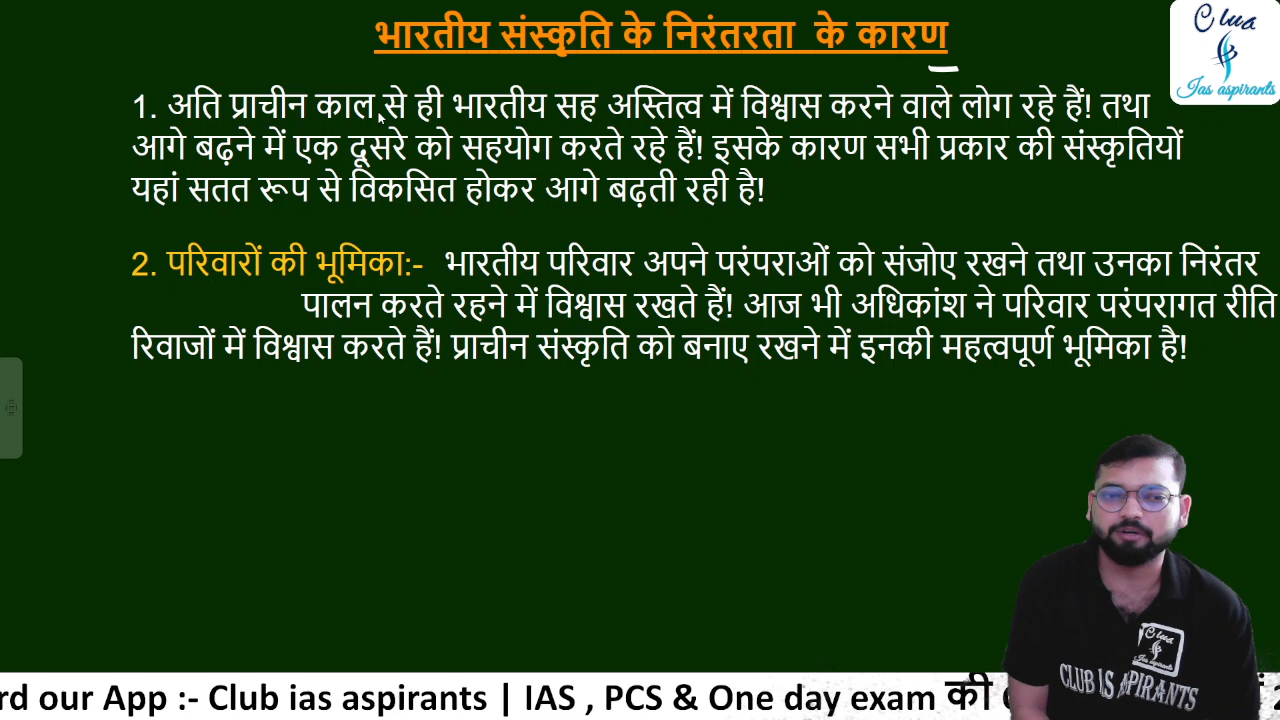 भारतीय संस्कृति के निरंतरता के कारण
Clua
Ias aspirants
1. अति प्राचीन काल से ही भारतीय सह अस्तित्व में विश्वास करने वाले लोग रहे हैं! तथा
आगे बढ़ने में एक दूसरे को सहयोग करते रहे हैं! इसके कारण सभी प्रकार की संस्कृतियों
यहां सतत रूप से विकसित होकर आगे बढ़ती रही है!
2. परिवारों की भूमिका:- भारतीय परिवार अपने परंपराओं को संजोए रखने तथा उनका निरंतर
पालन करते रहने में विश्वास रखते हैं! आज भी अधिकांश ने परिवार परंपरागत रीति
रिवाजों में विश्वास करते हैं! प्राचीन संस्कृति को बनाए रखने में इनकी महत्वपूर्ण भूमिका है!
Clua
CLUB IS ASPIRANTS
rd our App :- Club ias aspirants | IAS , PCS & One day exam की